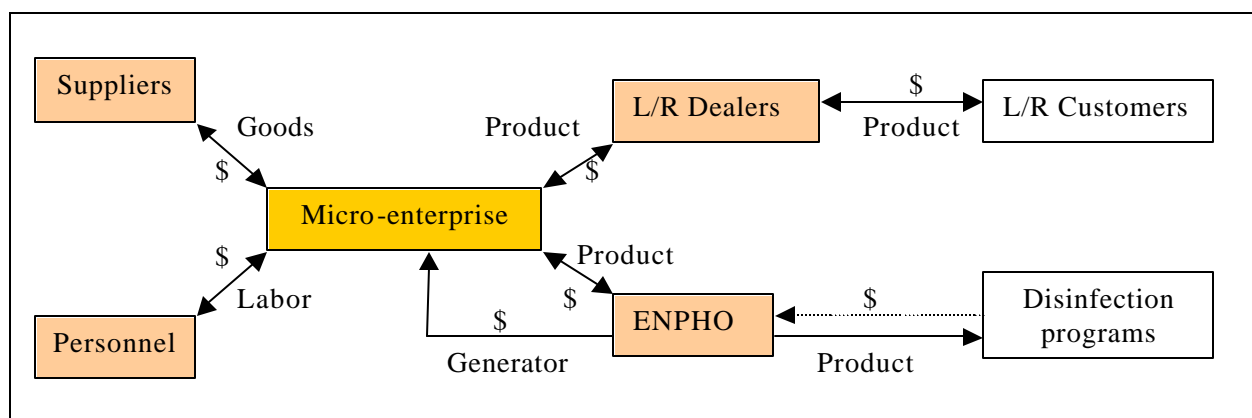 Suppliers
Goods
$
Micro-enterprise
$
Labor
Personnel
Product
$
L/R Dealers
$
Product
L/R Customers
Product
$
$
Generator
ENPHO
$
Product
Disinfection
programs